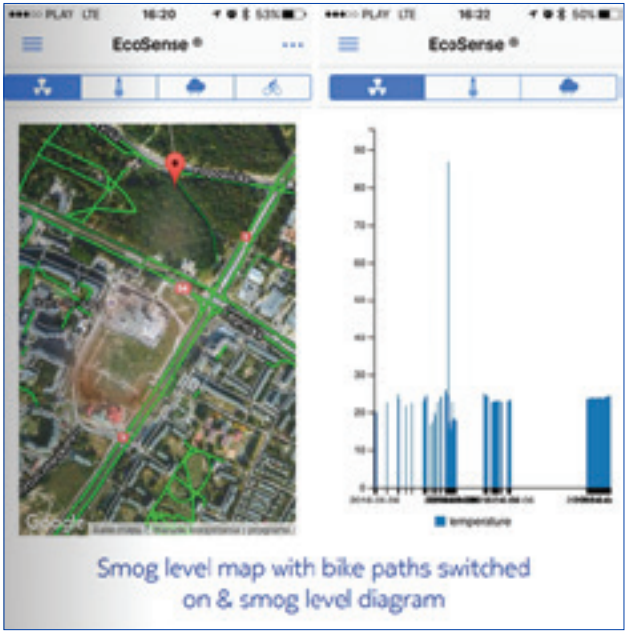 PLAY LTE 16:20 53%
EcoSense ®
Google
PLAY LTE 16:22 50%
EcoSense ®
90
80
70
60
50
40
30
20
10
0
temperature
Smog level map with bike paths switched
on & smog level diagram